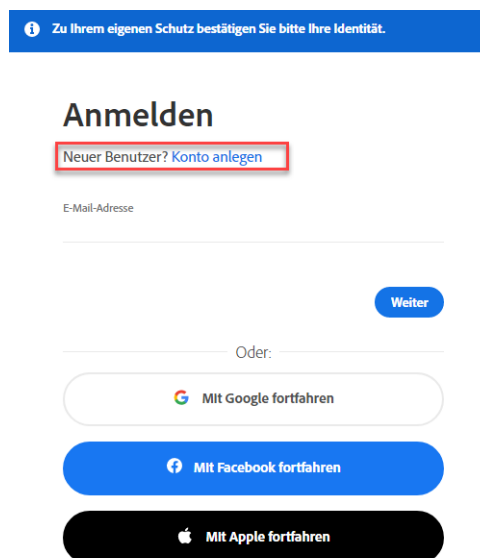 Zu Ihrem eigenen Schutz bestätigen Sie bitte Ihre Identität.
Anmelden
Neuer Benutzer? Konto anlegen
E-Mail-Adresse
Weiter
Oder:
Mit Google fortfahren
Mit Facebook fortfahren
Mit Apple fortfahren